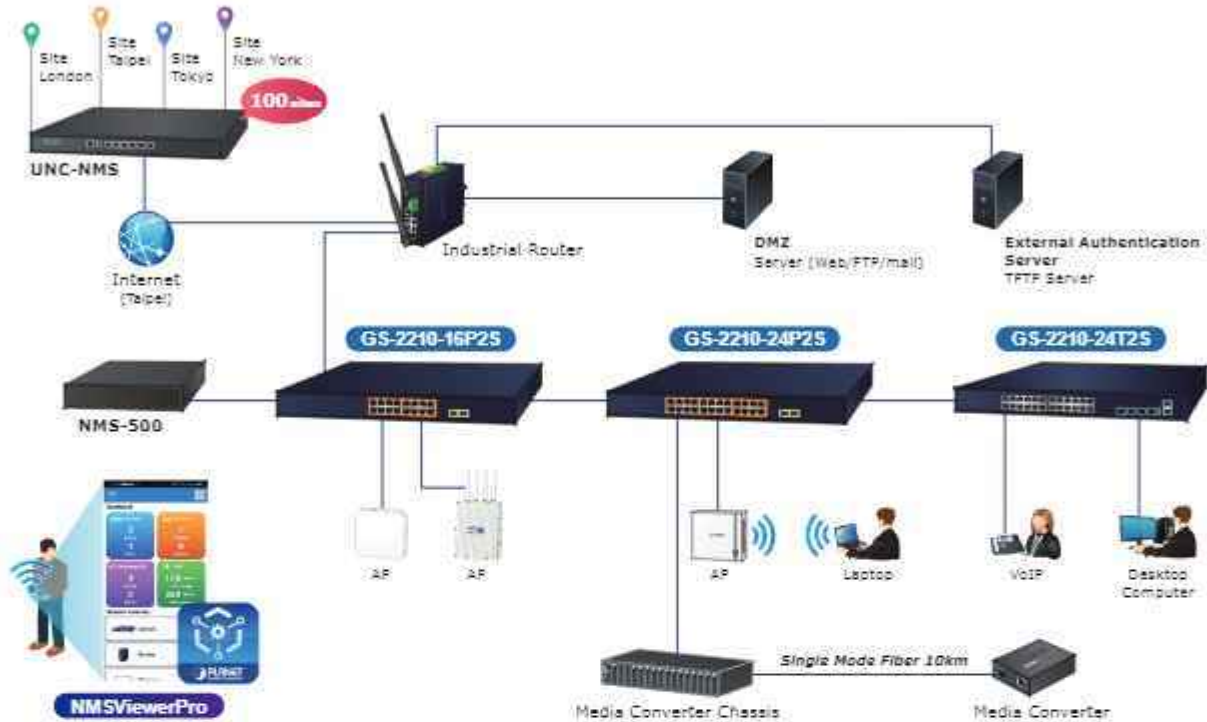 Site
London
Site
Taipei
Site
Tokyo
Site
New York
100
UNC-NMS
Internet
(Taipei)
Industrial Router
DMZ
Server (Web/FTP/mail)
External Authentication
Server
TFTP Server
GS-2210-16P2S
GS-2210-24P2S
GS-2210-24T2S
NMS-500
AP
AP
AP
Laptop
VoIP
Desktop
Computer
PLANET
NMSViewerPro
Single Mode Fiber 10km
Media Converter Chassis
Media Converter